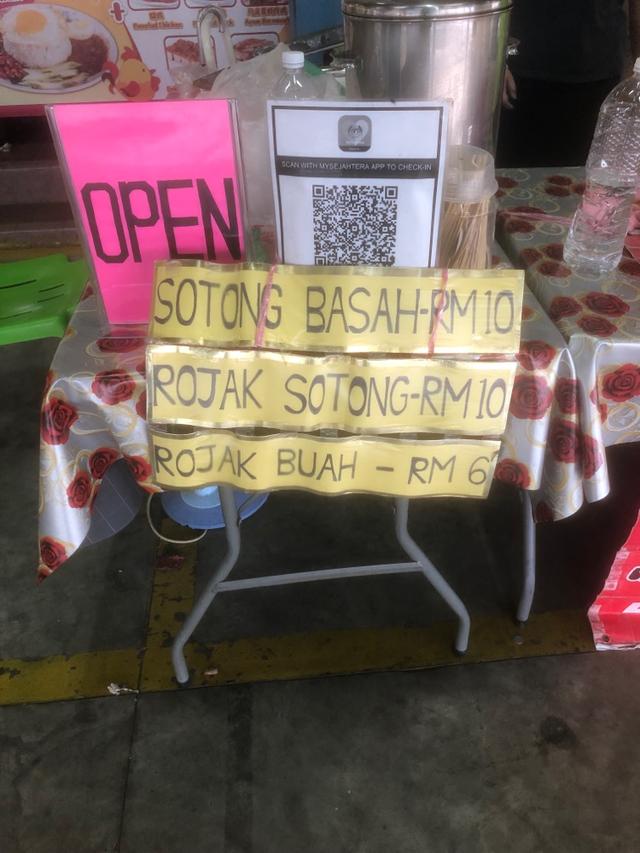 OPEN
SCAN WITH MYSEJAHTERA APP TO CHECK-IN
SOTONG BASAH-RM10
ROJAK SOTONG-RM10
ROJAK BUAH - RM 6